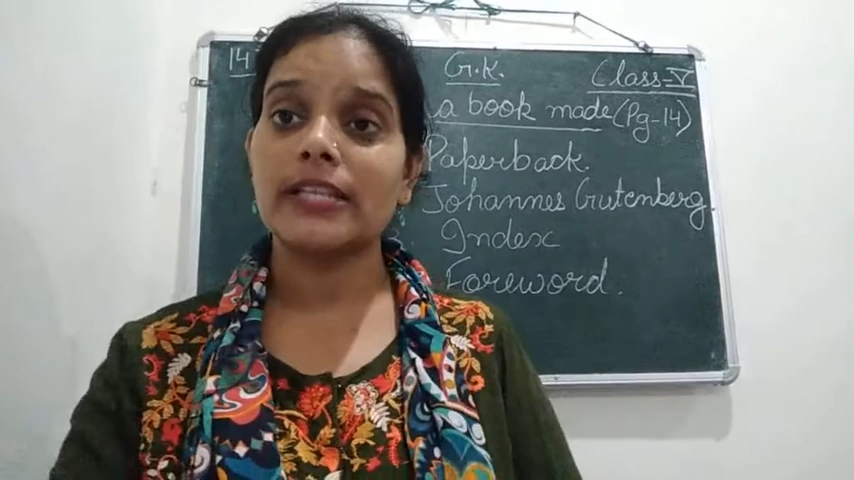 14 G.K. Class-V
a book made (Pg-14)
Paperback.
Johannes Gutenberg
Index
Foreword.